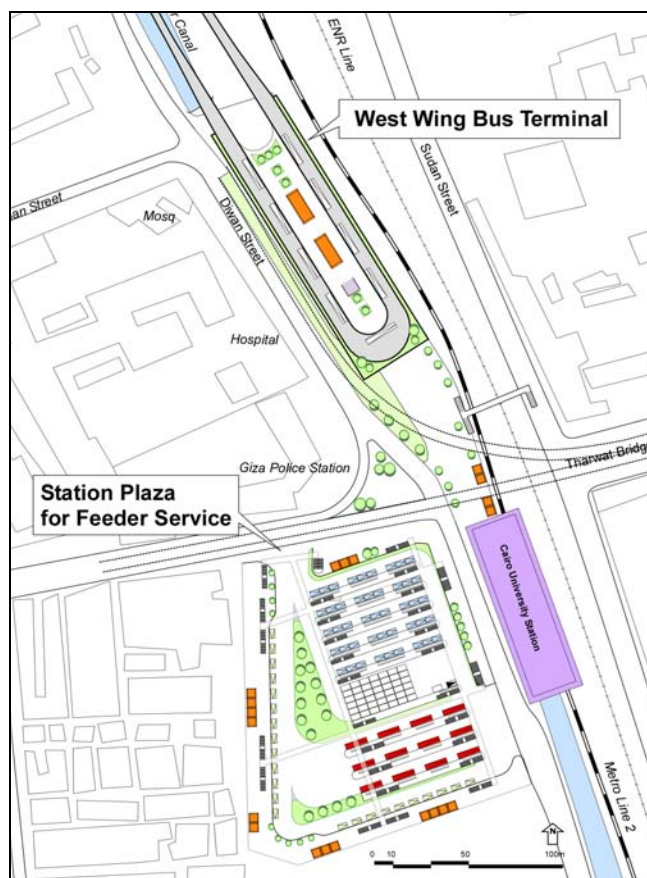 Canal
ENR Line
West Wing Bus Terminal
Sudan Street
Street
Mosq
Diwan Street
Hospital
Giza Police Station
Tharwat Bridge
Station Plaza
for Feeder Service
Cairo University Station
Metro Line 2
N
0 10 50 100m